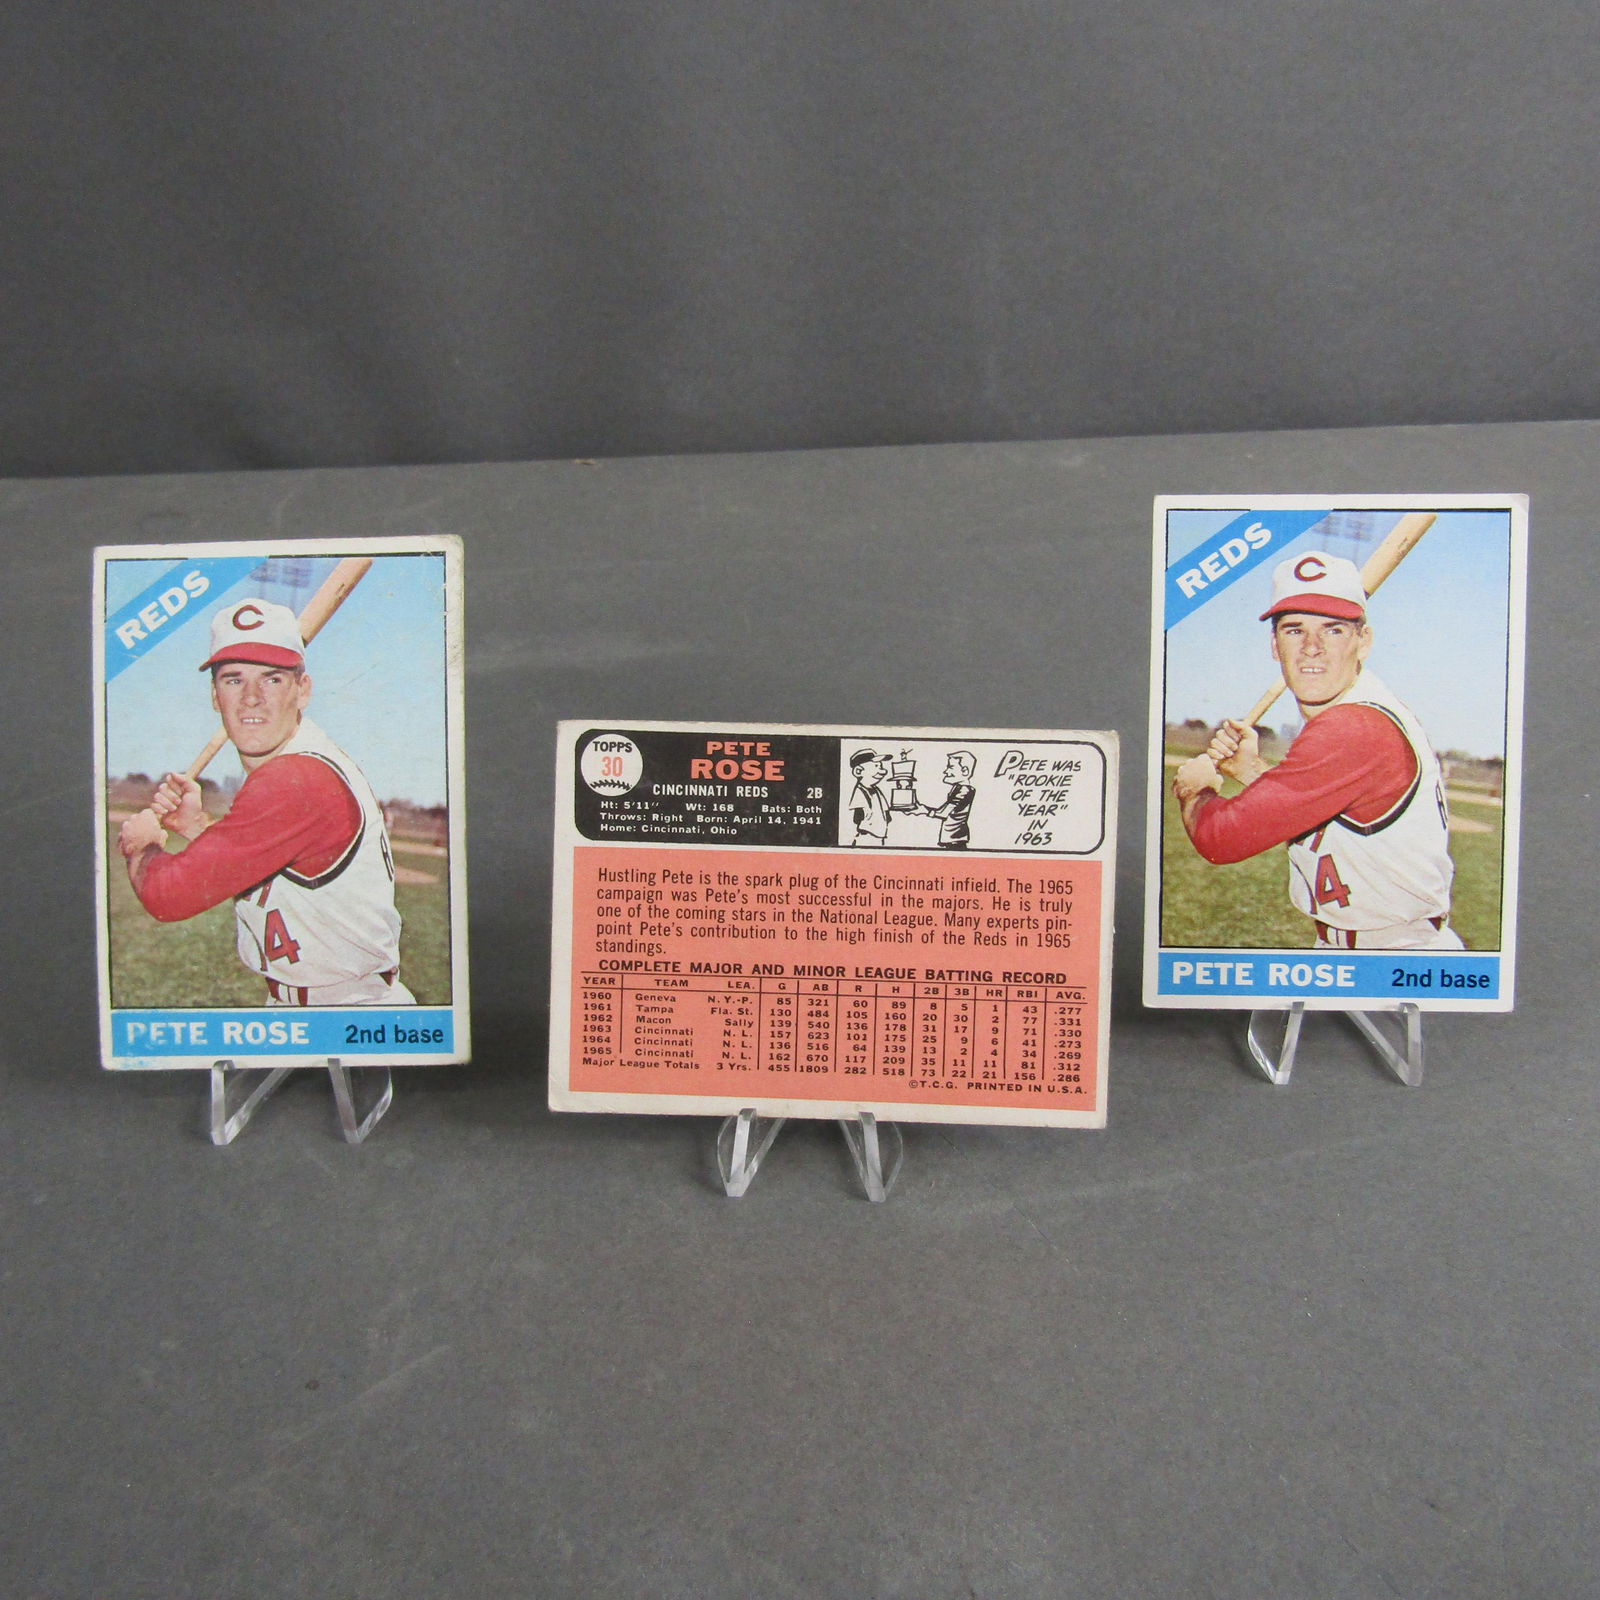 REDS
C
14
PETE ROSE 2nd base
TOPPS
30
PETE
ROSE
CINCINNATI REDS 2B
Ht: 5'11" Wt: 168 Bats: Both
Throws: Right Born: April 14, 1941
Home: Cincinnati, Ohio
PETE WAS
"ROOKIE
OF THE
YEAR"
IN
1963
Hustling Pete is the spark plug of the Cincinnati infield. The 1965
campaign was Pete's most successful in the majors. He is truly
one of the coming stars in the National League. Many experts pin-
point Pete's contribution to the high finish of the Reds in 1965
standings.
COMPLETE MAJOR AND MINOR LEAGUE BATTING RECORD
YEAR TEAM LEA. G AB R H 2B 3B HR RBI AVG.
1960 Geneva N.Y.-P. 85 321 60 89 8 5 1 43 .277
1961 Tampa Fla. St. 130 484 105 160 20 30 2 77 .331
1962 Macon Sally 139 540 136 178 31 17 9 71 .330
1963 Cincinnati N. L. 157 623 101 175 25 9 6 41 .273
1964 Cincinnati N. L. 136 516 64 139 13 2 4 34 .269
1965 Cincinnati N. L. 162 670 117 209 35 11 11 81 .312
Major League Totals 3 Yrs. 455 1809 282 518 73 22 21 156 .286
©T.C.G. PRINTED IN U.S.A.
REDS
C
14
PETE ROSE 2nd base